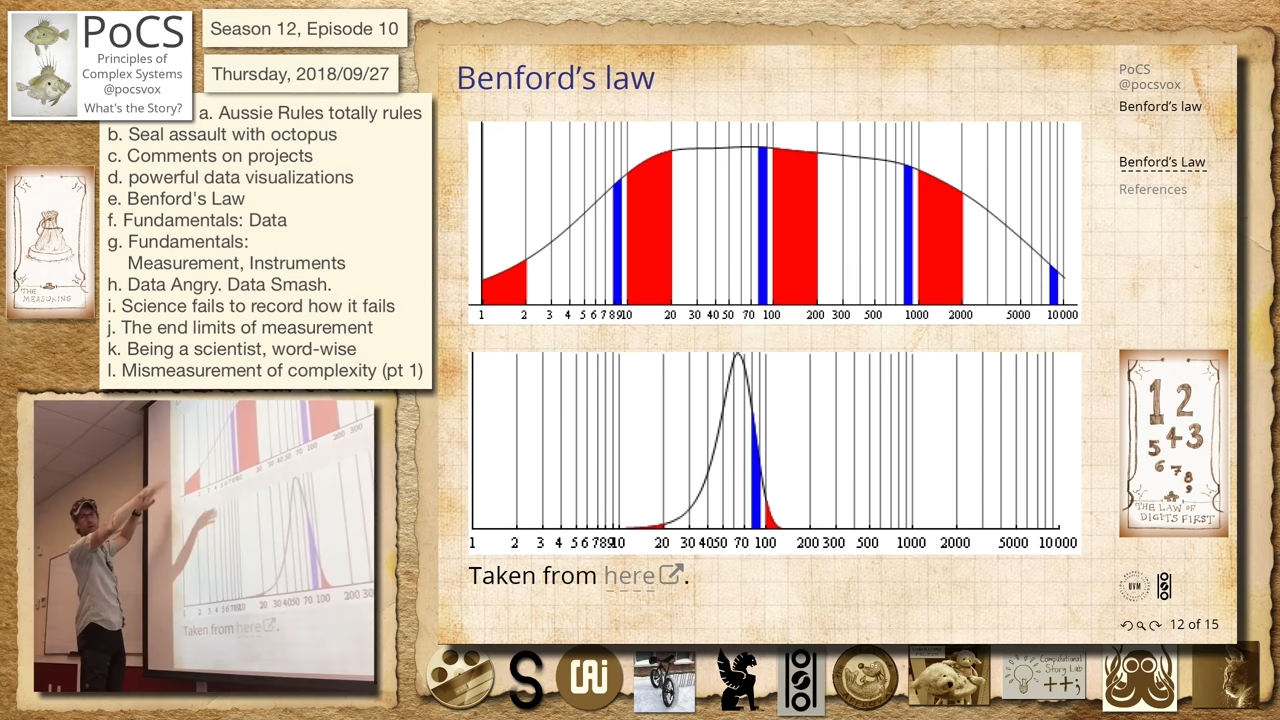 PoCS
Principles of
Complex Systems
@pocsvox
What's the Story?
Season 12, Episode 10
Thursday, 2018/09/27
a. Aussie Rules totally rules
b. Seal assault with octopus
c. Comments on projects
d. powerful data visualizations
e. Benford's Law
f. Fundamentals: Data
g. Fundamentals:
Measurement, Instruments
h. Data Angry. Data Smash.
i. Science fails to record how it fails
j. The end limits of measurement
k. Being a scientist, word-wise
l. Mismeasurement of complexity (pt 1)
THE
MEASURING
Benford’s law
1 2 3 4 5 6 7 8 9 10 20 30 40 50 70 100 200 300 500 1000 2000 5000 10000
1 2 3 4 5 6 7 8 9 10 20 30 40 50 70 100 200 300 500 1000 2000 5000 10000
Taken from here.
PoCS
@pocsvox
Benford’s law
Benford’s Law
References
1 2
5 4 3
6 7 8
9
THE LAW OF
DIGITS FIRST
UVM
12 of 15
Taken from here.
Computational
Story Lab
++;